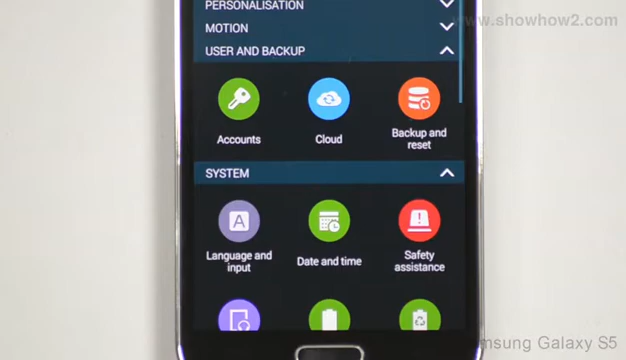 www.showhow2.com
PERSONALISATION
MOTION
USER AND BACKUP
Accounts
Cloud
Backup and
reset
SYSTEM
A
Language and
input
Date and time
Safety
assistance
msung Galaxy S5